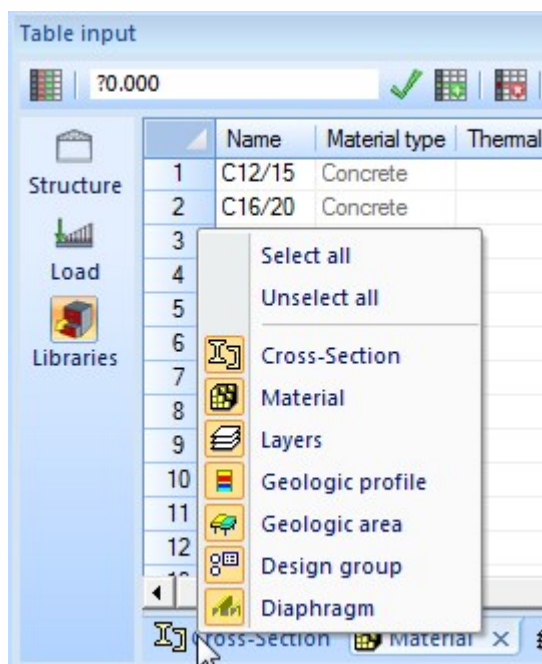 Table input
?0.000
Structure
Load
Libraries
Name Material type Thermal
1 C12/15 Concrete
2 C16/20 Concrete
3
4
5
6
7
8
9
10
11
12
Select all
Unselect all
Cross-Section
Material
Layers
Geologic profile
Geologic area
Design group
Diaphragm
Cross-Section Material